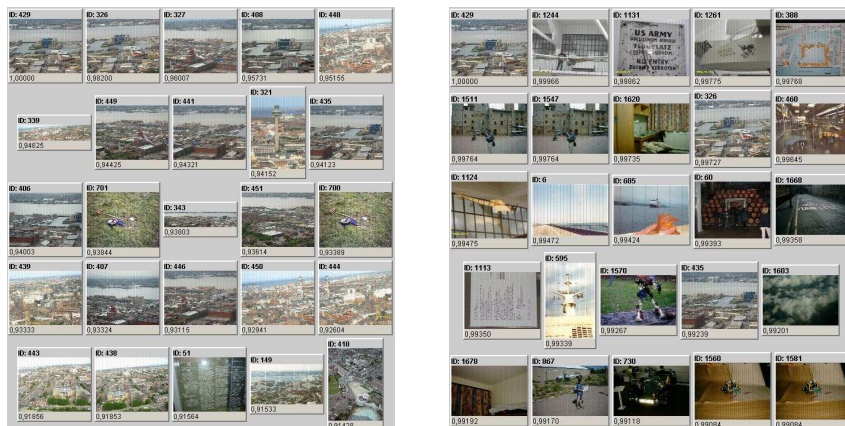 ID: 429
1,00000
ID: 326
0,98200
ID: 327
0,96007
ID: 408
0,95731
ID: 448
0,95155
ID: 339
0,94625
ID: 449
0,94425
ID: 441
0,94321
ID: 321
0,94152
ID: 435
0,94123
ID: 406
0,94003
ID: 701
0,93844
ID: 343
0,93803
ID: 451
0,93614
ID: 700
0,93389
ID: 439
0,93333
ID: 407
0,93324
ID: 446
0,93115
ID: 450
0,92941
ID: 444
0,92604
ID: 443
0,91856
ID: 438
0,91853
ID: 51
0,91564
ID: 149
0,91533
ID: 418
0,91428
ID: 429
1,00000
ID: 1244
0,99966
ID: 1131
US ARMY
NO ENTRY
0,99862
ID: 1261
0,99775
ID: 388
0,99768
ID: 1511
0,99764
ID: 1547
0,99764
ID: 1620
0,99735
ID: 326
0,99727
ID: 460
0,99645
ID: 1124
0,99475
ID: 6
0,99472
ID: 685
0,99424
ID: 60
0,99393
ID: 1668
0,99358
ID: 1113
0,99350
ID: 595
0,99339
ID: 1570
0,99267
ID: 435
0,99239
ID: 1603
0,99201
ID: 1678
0,99192
ID: 867
0,99170
ID: 730
0,99118
ID: 1560
0,99084
ID: 1581
0,99084